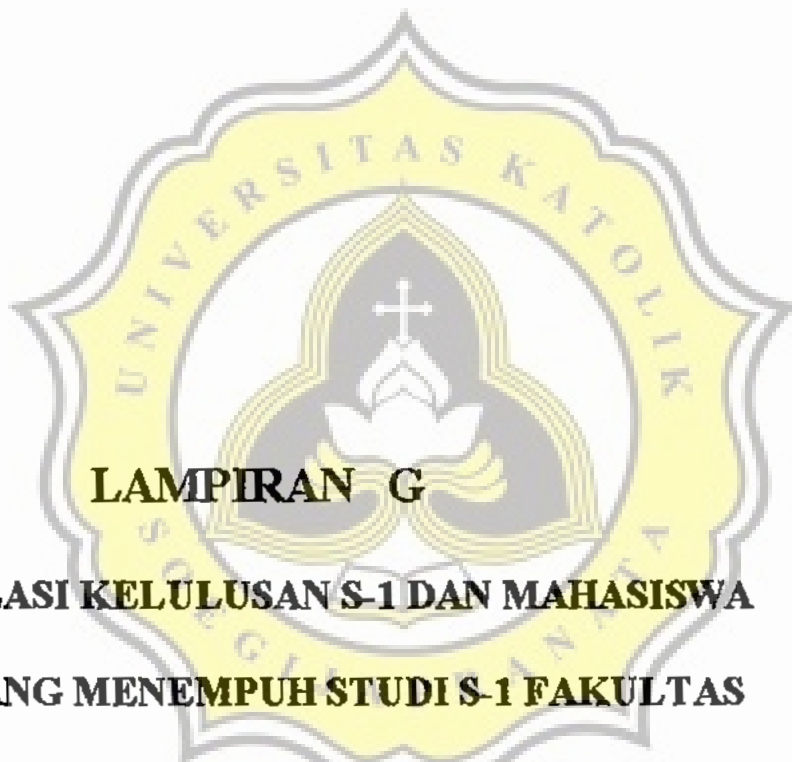 UNIVERSITAS KATOLIK
LAMPIRAN G
KELULUSAN S-1 DAN MAHASISWA
MENEMPUH STUDI S-1 FAKULTAS